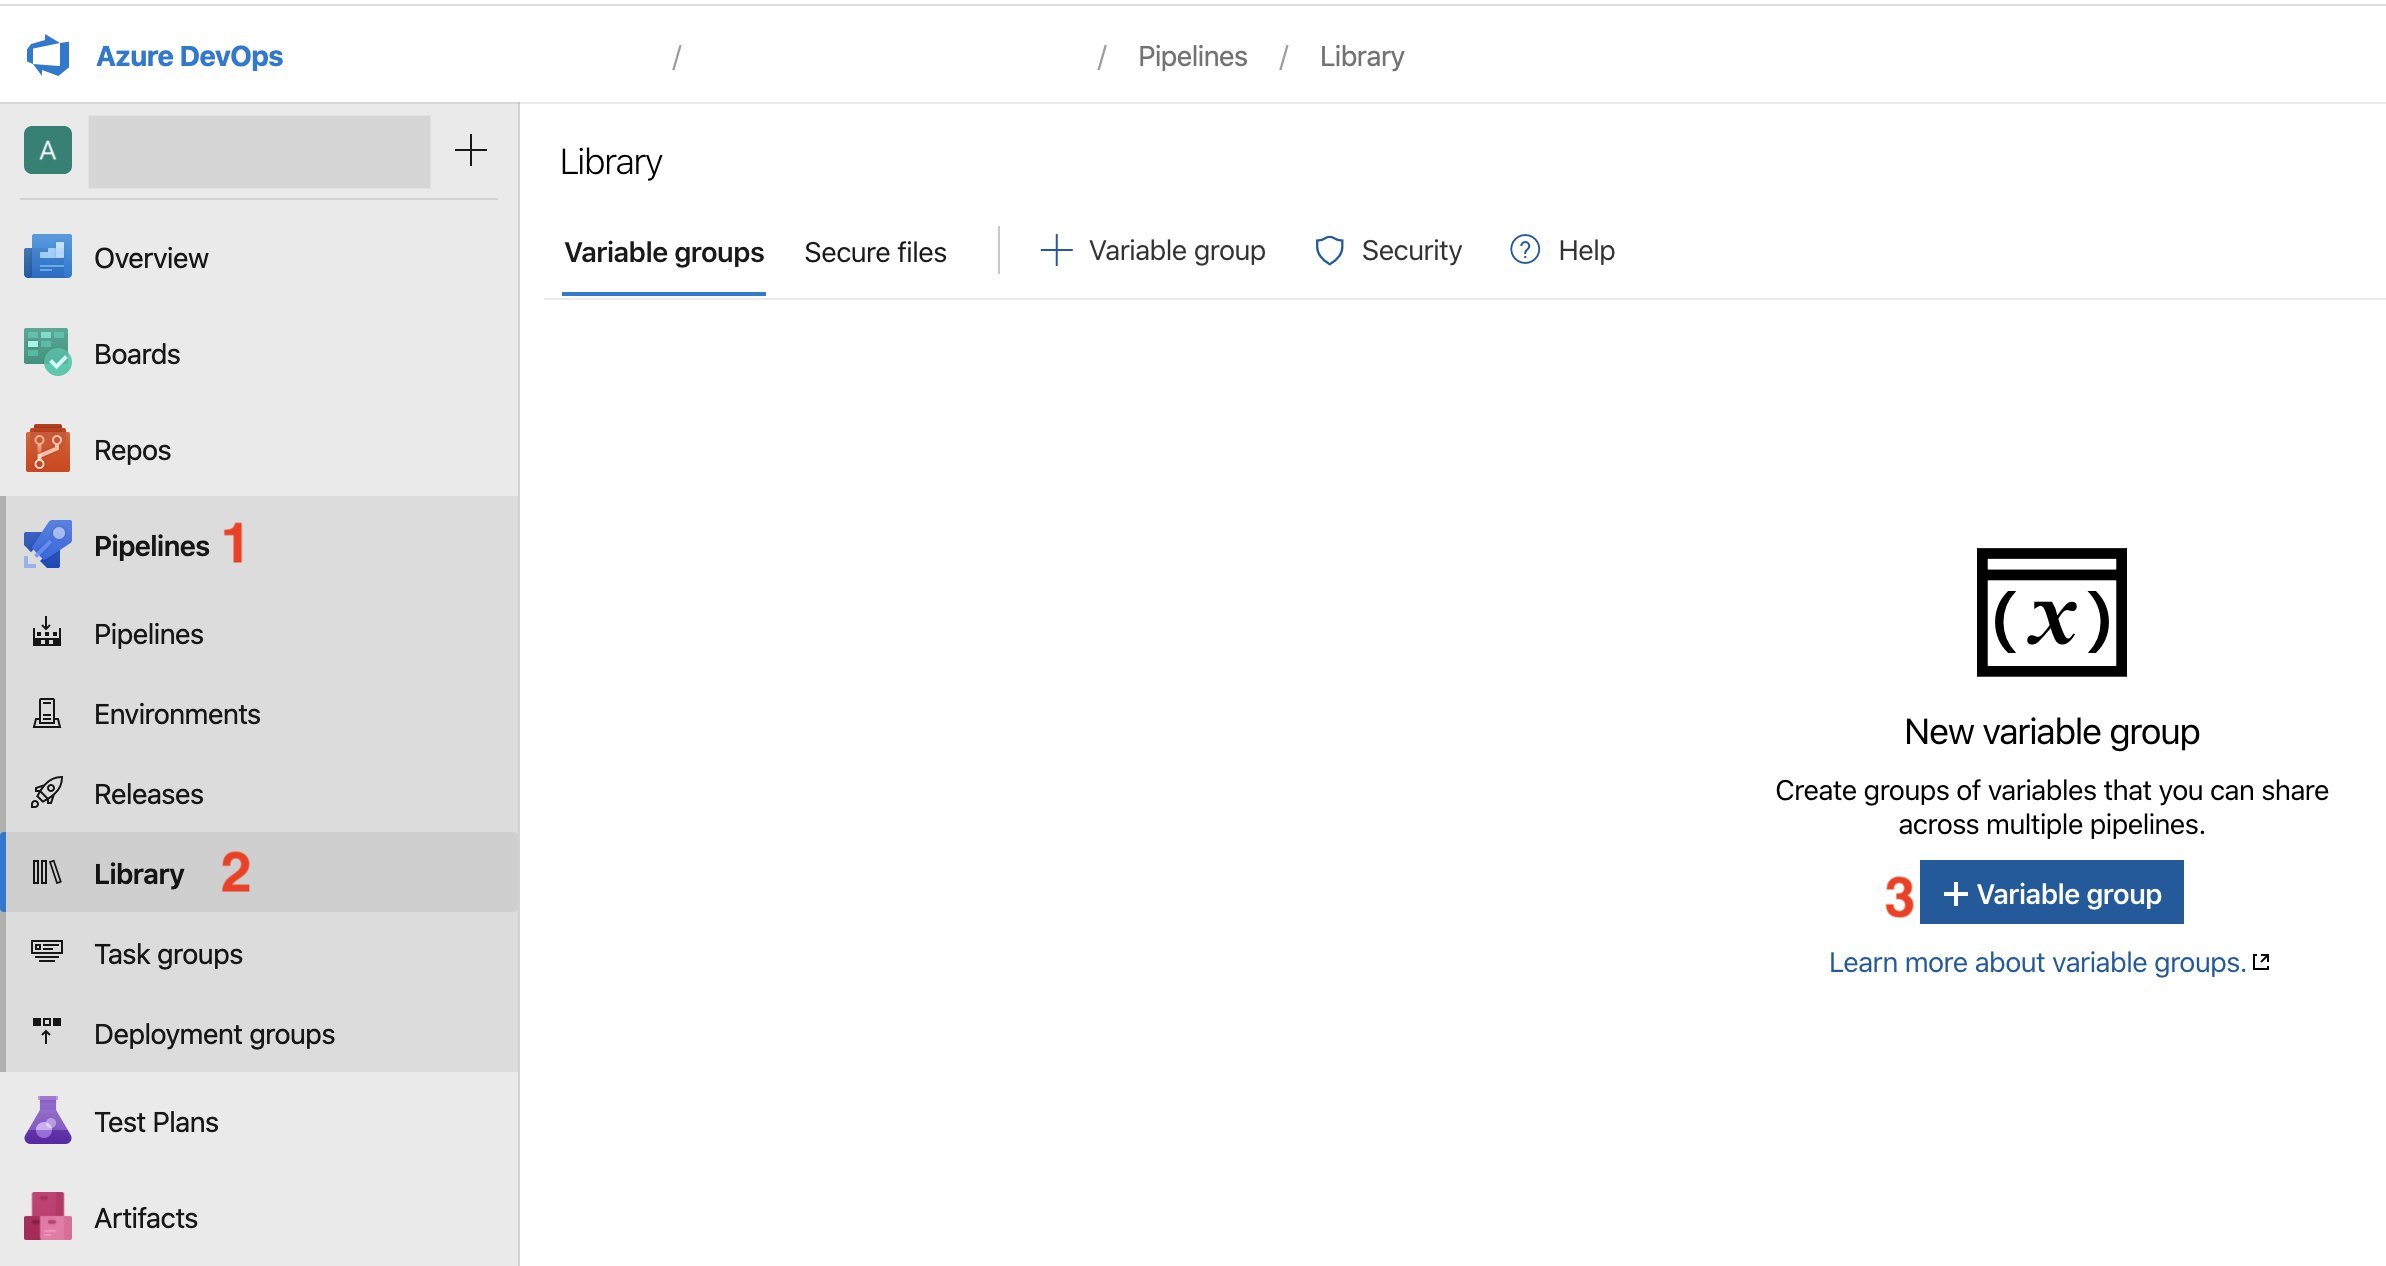 Azure DevOps / / Pipelines / Library
A
Library
Variable groups Secure files Variable group Security ? Help
Overview
Boards
Repos
Pipelines 1
Pipelines
Environments
Releases
Library 2
Task groups
Deployment groups
Test Plans
Artifacts
(x)
New variable group
Create groups of variables that you can share
across multiple pipelines.
3 + Variable group
Learn more about variable groups.